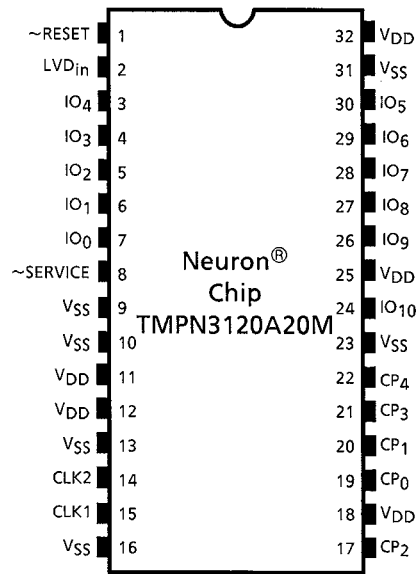 ~RESET 1 32 VDD
LVDin 2 31 VSS
IO4 3 30 IO5
IO3 4 29 IO6
IO2 5 28 IO7
IO1 6 27 IO8
IO0 7 26 IO9
~SERVICE 8 25 VDD
VSS 9 24 IO10
VSS 10 23 VSS
VDD 11 22 CP4
VDD 12 21 CP3
VSS 13 20 CP1
CLK2 14 19 CP0
CLK1 15 18 VDD
VSS 16 17 CP2
Neuron®
Chip
TMPN3120A20M